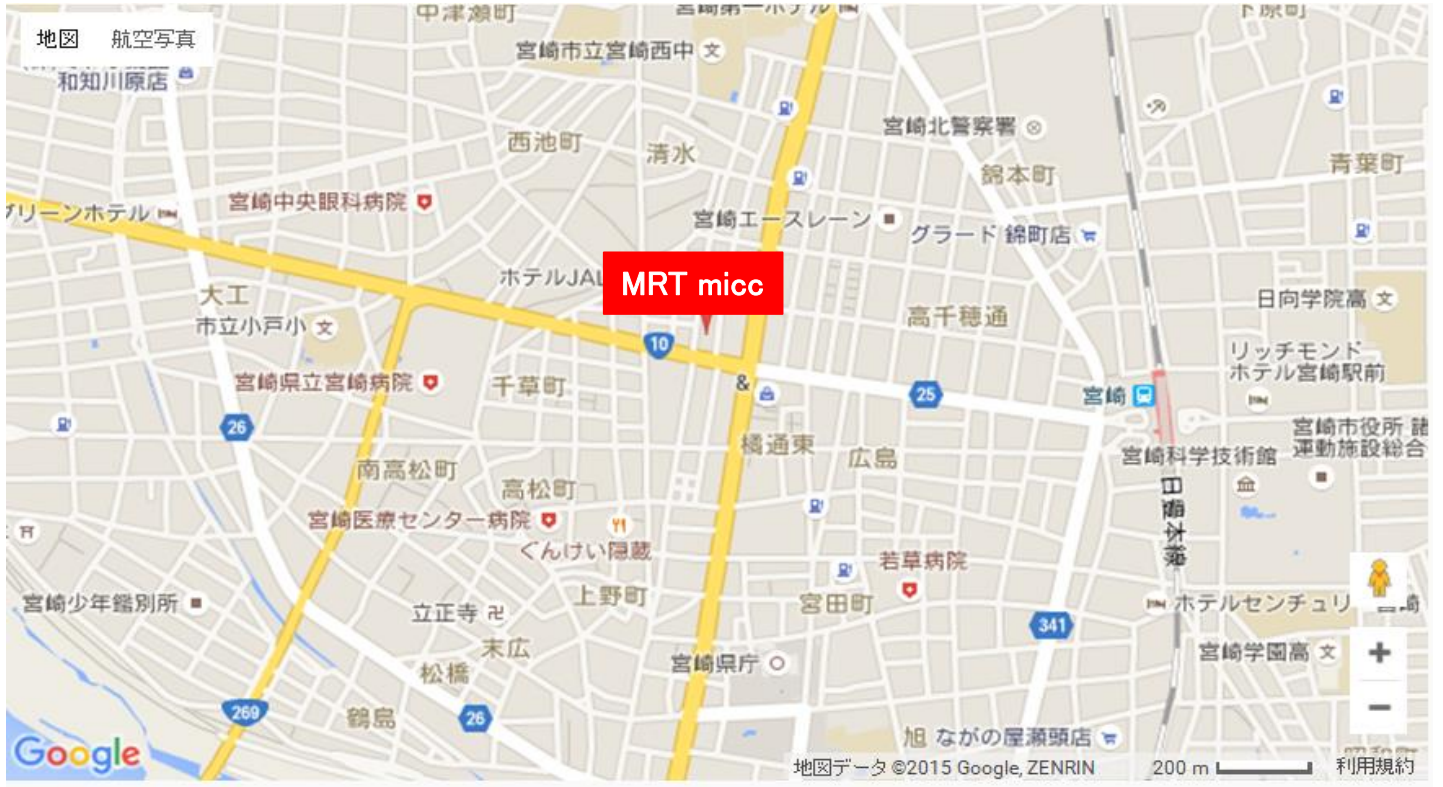 中津瀬町
宮崎第一ホテル
下原町
地図 航空写真
宮崎市立宮崎西中
和知川原店
宮崎北警察署
西池町
清水
青葉町
錦本町
宮崎中央眼科病院
グリーンホテル
宮崎エースレーン
グラード 錦町店
ホテルJAL
MRT micc
大工
日向学院高
高千穂通
市立小戸小
10
リッチモンド
ホテル宮崎駅前
宮崎県立宮崎病院
千草町
&
25
宮崎
26
橘通東
宮崎市役所 諸
運動施設総合
広島
宮崎科学技術館
南高松町
高松町
日豊本線
宮崎医療センター病院
ぐんけい隠蔵
若草病院
上野町
宮田町
宮崎少年鑑別所
ホテルセンチュリー宮崎
立正寺
341
末広
宮崎学園高
+
宮崎県庁
松橋
−
269
鶴島
26
旭 ながの屋瀬頭店
Google
地図データ ©2015 Google, ZENRIN 200 m 利用規約